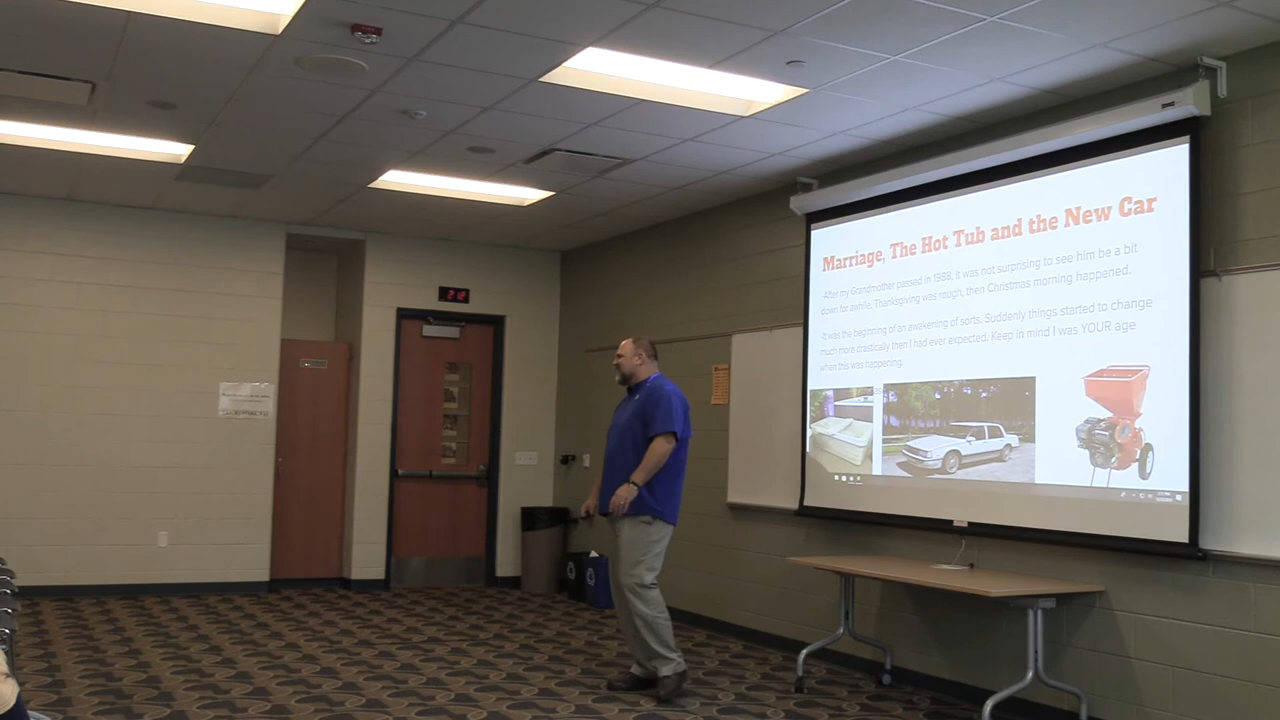 2:12
Marriage, The Hot Tub and the New Car
-After my Grandmother passed in 1988, it was not surprising to see him be a bit
down for awhile. Thanksgiving was rough, then Christmas morning happened.
-It was the beginning of an awakening of sorts. Suddenly things started to change
much more drastically then I had ever expected. Keep in mind I was YOUR age
when this was happening.